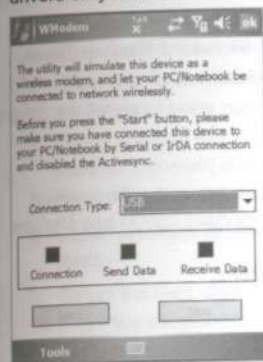 WModem
ok
The utility will simulate this device as a
wireless modem, and let your PC/Notebook be
connected to network wirelessly.
Before you press the "Start" button, please
make sure you have connected this device to
your PC/Notebook by Serial or IrDA connection
and disabled the Activesync.
Connection Type: USB
Connection Send Data Receive Data
Tools